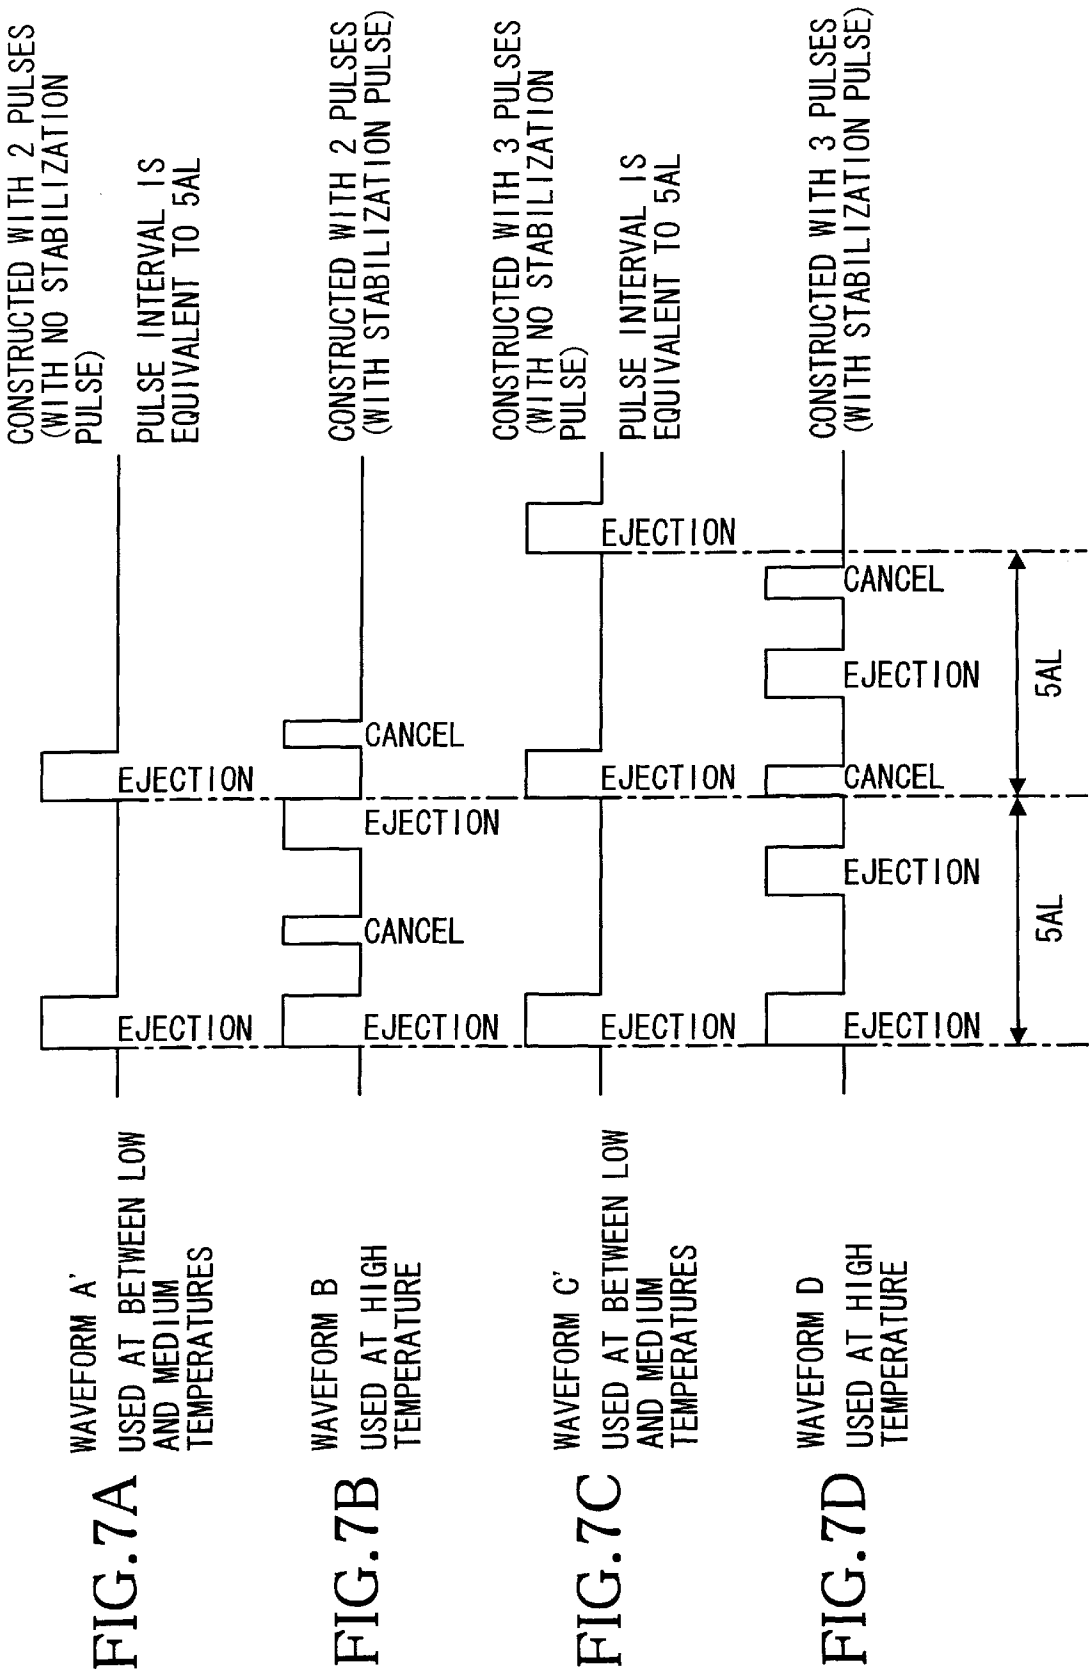 FIG.7A
WAVEFORM A'
USED AT BETWEEN LOW
AND MEDIUM
TEMPERATURES
EJECTION
EJECTION
CONSTRUCTED WITH 2 PULSES
(WITH NO STABILIZATION
PULSE)
PULSE INTERVAL IS
EQUIVALENT TO 5AL
FIG.7B
WAVEFORM B
USED AT HIGH
TEMPERATURE
EJECTION
CANCEL
EJECTION
CANCEL
CONSTRUCTED WITH 2 PULSES
(WITH STABILIZATION PULSE)
FIG.7C
WAVEFORM C'
USED AT BETWEEN LOW
AND MEDIUM
TEMPERATURES
EJECTION
EJECTION
EJECTION
CONSTRUCTED WITH 3 PULSES
(WITH NO STABILIZATION
PULSE)
PULSE INTERVAL IS
EQUIVALENT TO 5AL
FIG.7D
WAVEFORM D
USED AT HIGH
TEMPERATURE
EJECTION
EJECTION
CANCEL
EJECTION
CANCEL
CONSTRUCTED WITH 3 PULSES
(WITH STABILIZATION PULSE)
5AL
5AL